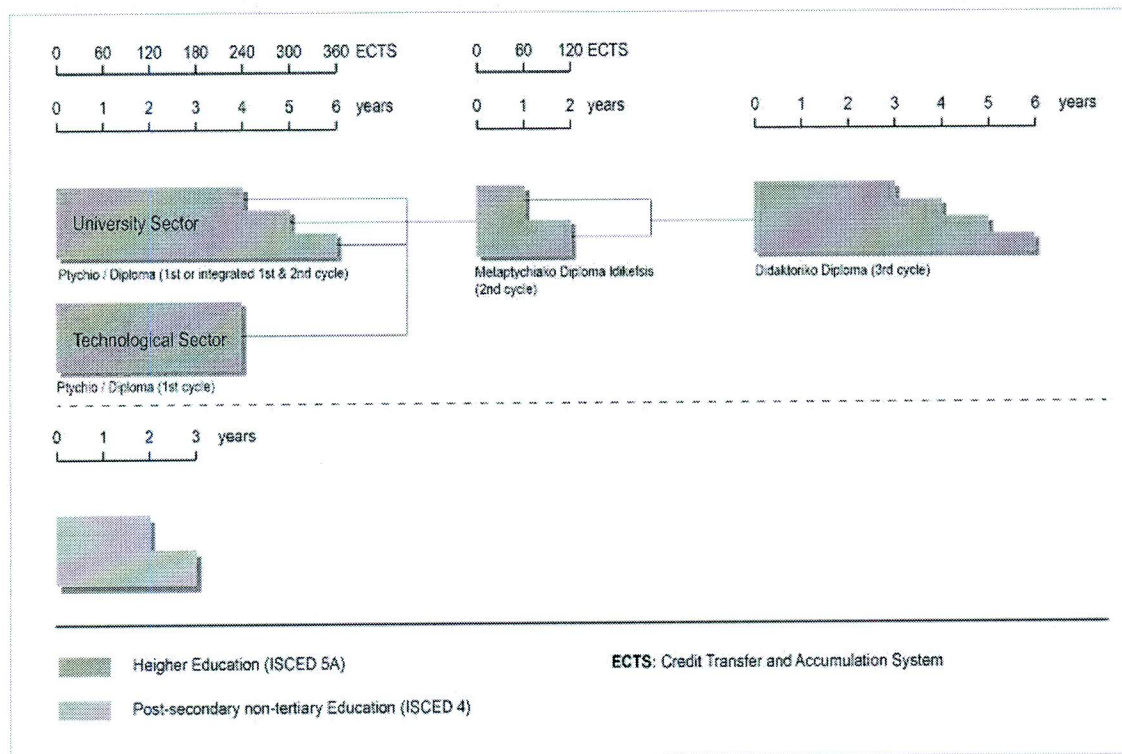 0 60 120 180 240 300 360 ECTS
0 60 120 ECTS
0 1 2 3 4 5 6 years
0 1 2 years
0 1 2 3 4 5 6 years
University Sector
Ptychio / Diploma (1st or integrated 1st & 2nd cycle)
Metaptychiako Diploma Idikefsis
(2nd cycle)
Didaktoriko Diploma (3rd cycle)
Technological Sector
Ptychio / Diploma (1st cycle)
0 1 2 3 years
Heigher Education (ISCED 5A)
ECTS: Credit Transfer and Accumulation System
Post-secondary non-tertiary Education (ISCED 4)